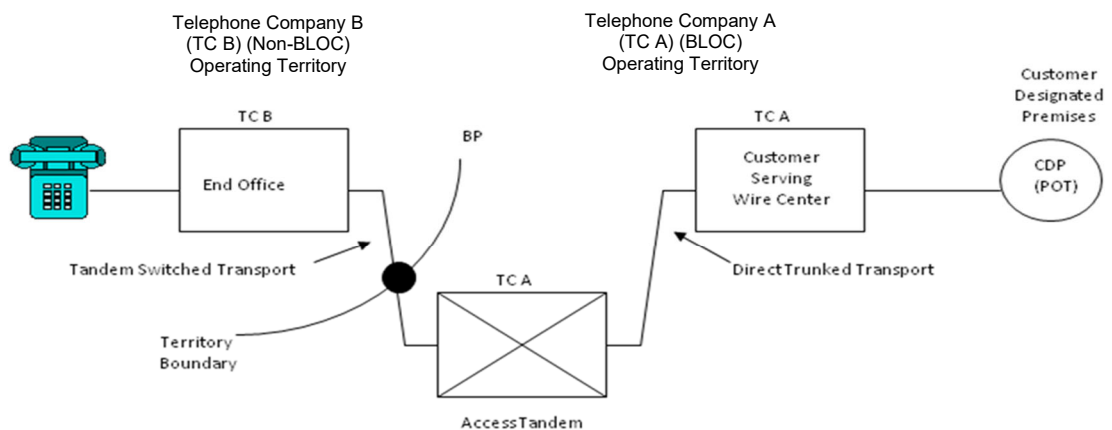 Telephone Company B
(TC B) (Non-BLOC)
Operating Territory
Telephone Company A
(TC A) (BLOC)
Operating Territory
Customer
Designated
Premises
TC B
BP
TC A
End Office
Customer
Serving
Wire Center
CDP
(POT)
Tandem Switched Transport
TC A
Direct Trunked Transport
Territory
Boundary
Access Tandem